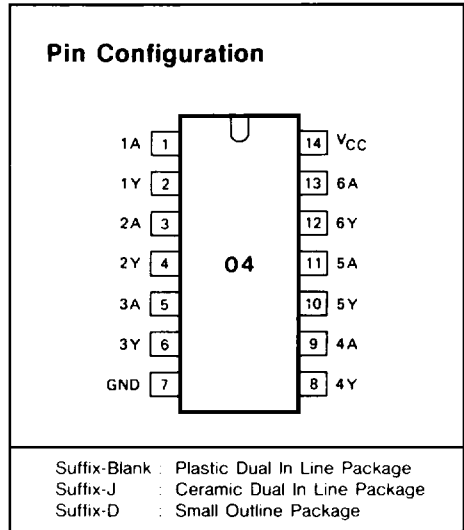 Pin Configuration
1A 1 14 VCC
1Y 2 13 6A
2A 3 12 6Y
2Y 4 04 11 5A
3A 5 10 5Y
3Y 6 9 4A
GND 7 8 4Y
Suffix-Blank : Plastic Dual In Line Package
Suffix-J : Ceramic Dual In Line Package
Suffix-D : Small Outline Package